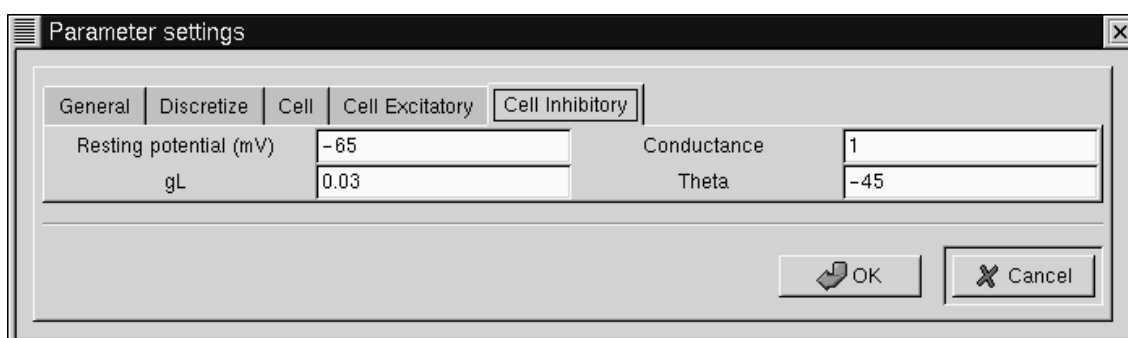 Parameter settings
General Discretize Cell Cell Excitatory Cell Inhibitory
Resting potential (mV) -65 Conductance 1
gL 0.03 Theta -45
OK Cancel